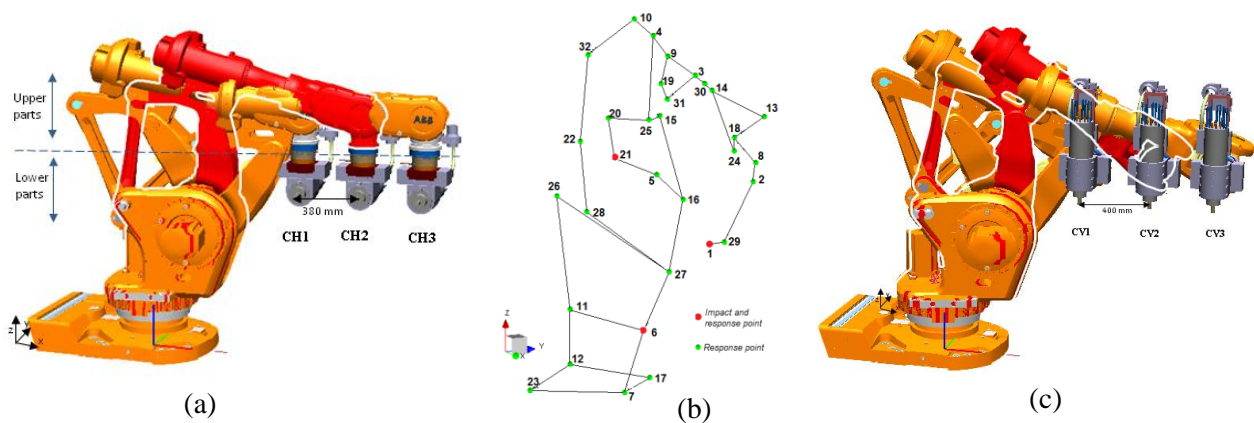 Upper
parts
Lower
parts
ABB
380 mm
CH1 CH2 CH3
Z
Y
X
(a)
10
4
32
9
3
19
30
14
31
13
20
25
15
18
22
21
24
8
5
2
26
16
28
29
1
27
11
6
Impact and
response point
Response point
Z
Y
X
12
17
23
7
(b)
400 mm
CV1 CV2 CV3
Z
Y
X
(c)